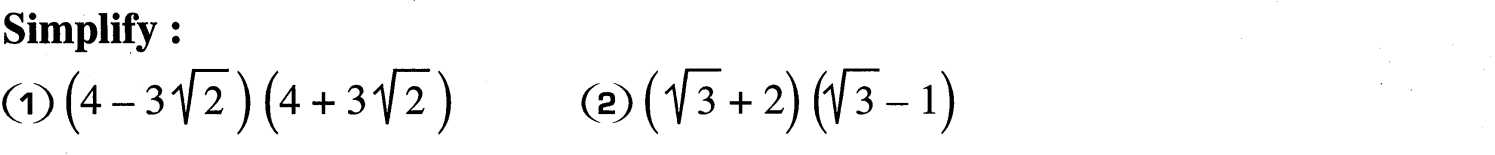 Simplify :
(1) (4 – 3√2) (4 + 3√2) (2) (√3 + 2) (√3 – 1)